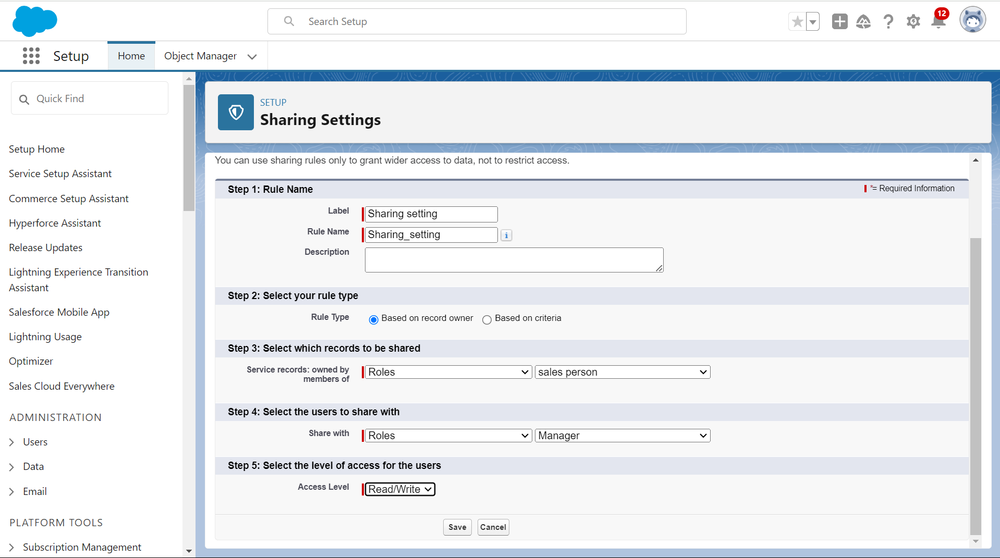 Search Setup
12
Setup
Home
Object Manager
Quick Find
Setup Home
Service Setup Assistant
Commerce Setup Assistant
Hyperforce Assistant
Release Updates
Lightning Experience Transition
Assistant
Salesforce Mobile App
Lightning Usage
Optimizer
Sales Cloud Everywhere
ADMINISTRATION
Users
Data
Email
PLATFORM TOOLS
Subscription Management
SETUP
Sharing Settings
You can use sharing rules only to grant wider access to data, not to restrict access.
Step 1: Rule Name
*= Required Information
Label Sharing setting
Rule Name Sharing_setting i
Description
Step 2: Select your rule type
Rule Type Based on record owner Based on criteria
Step 3: Select which records to be shared
Service records: owned by
members of
Roles sales person
Step 4: Select the users to share with
Share with Roles Manager
Step 5: Select the level of access for the users
Access Level Read/Write
Save Cancel